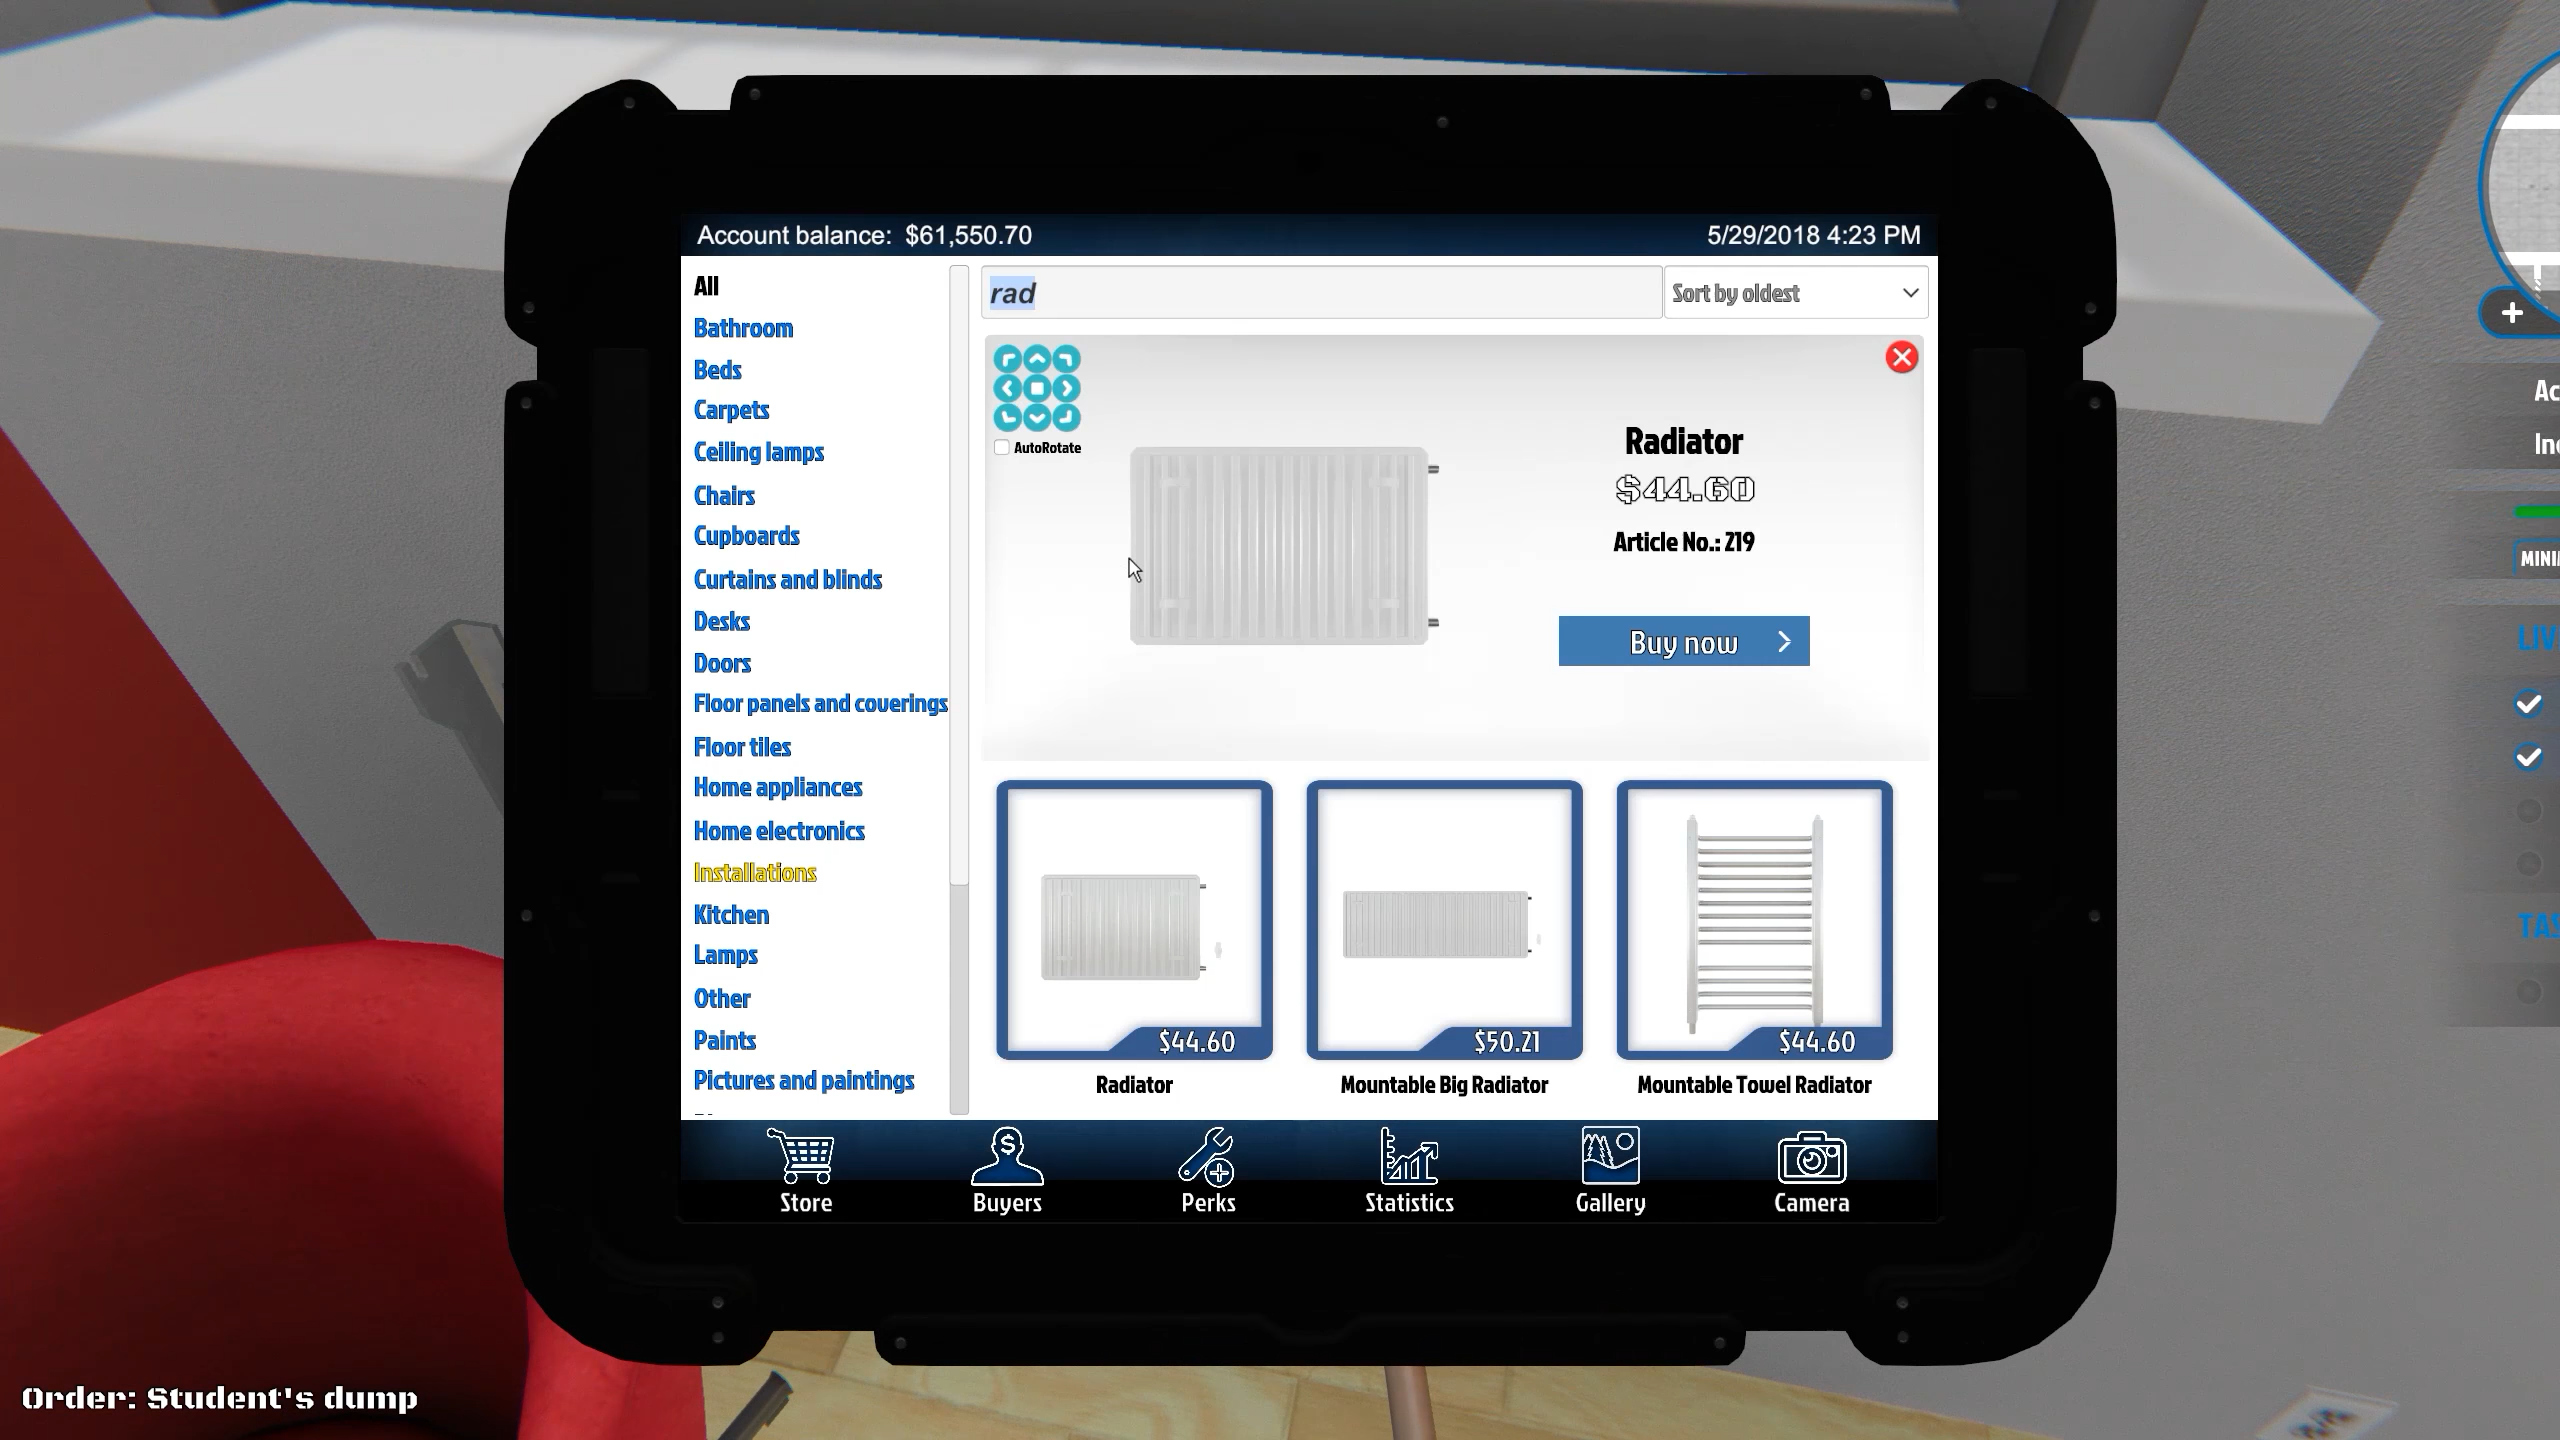 Account balance: $61,550.70
5/29/2018 4:23 PM
All
Bathroom
Beds
Carpets
Ceiling lamps
Chairs
Cupboards
Curtains and blinds
Desks
Doors
Floor panels and coverings
Floor tiles
Home appliances
Home electronics
Installations
Kitchen
Lamps
Other
Paints
Pictures and paintings
rad
Sort by oldest
AutoRotate
Radiator
$44.60
Article No.: 219
Buy now
$44.60
Radiator
$50.21
Mountable Big Radiator
$44.60
Mountable Towel Radiator
Store
Buyers
Perks
Statistics
Gallery
Camera
Order: Student's dump